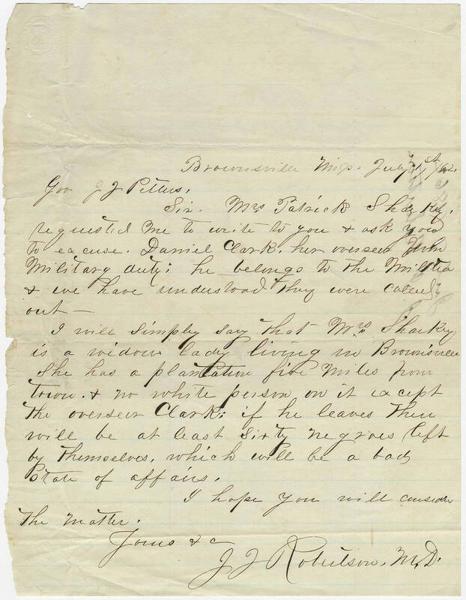 Brownsville Miss. July 1st /62.
Gov J J Pettus,
Sir. Mrs Patrick Sharkey,
requested me to write to you & ask you
to excuse. Daniel Clark, her overseer from
Military duty; he belongs to the Militia
& we have understood they were called
out —
I will simply say that Mrs Sharkey
is a widow lady living in Brownsville
She has a plantation five miles from
Town. & no white person on it except
The overseer Clark; if he leaves then
will be at least Sixty negroes left
by themselves, which will be a bad
State of affairs.
I hope you will consider
The matter.
Yours & c
J. J. Robertson, M.D.